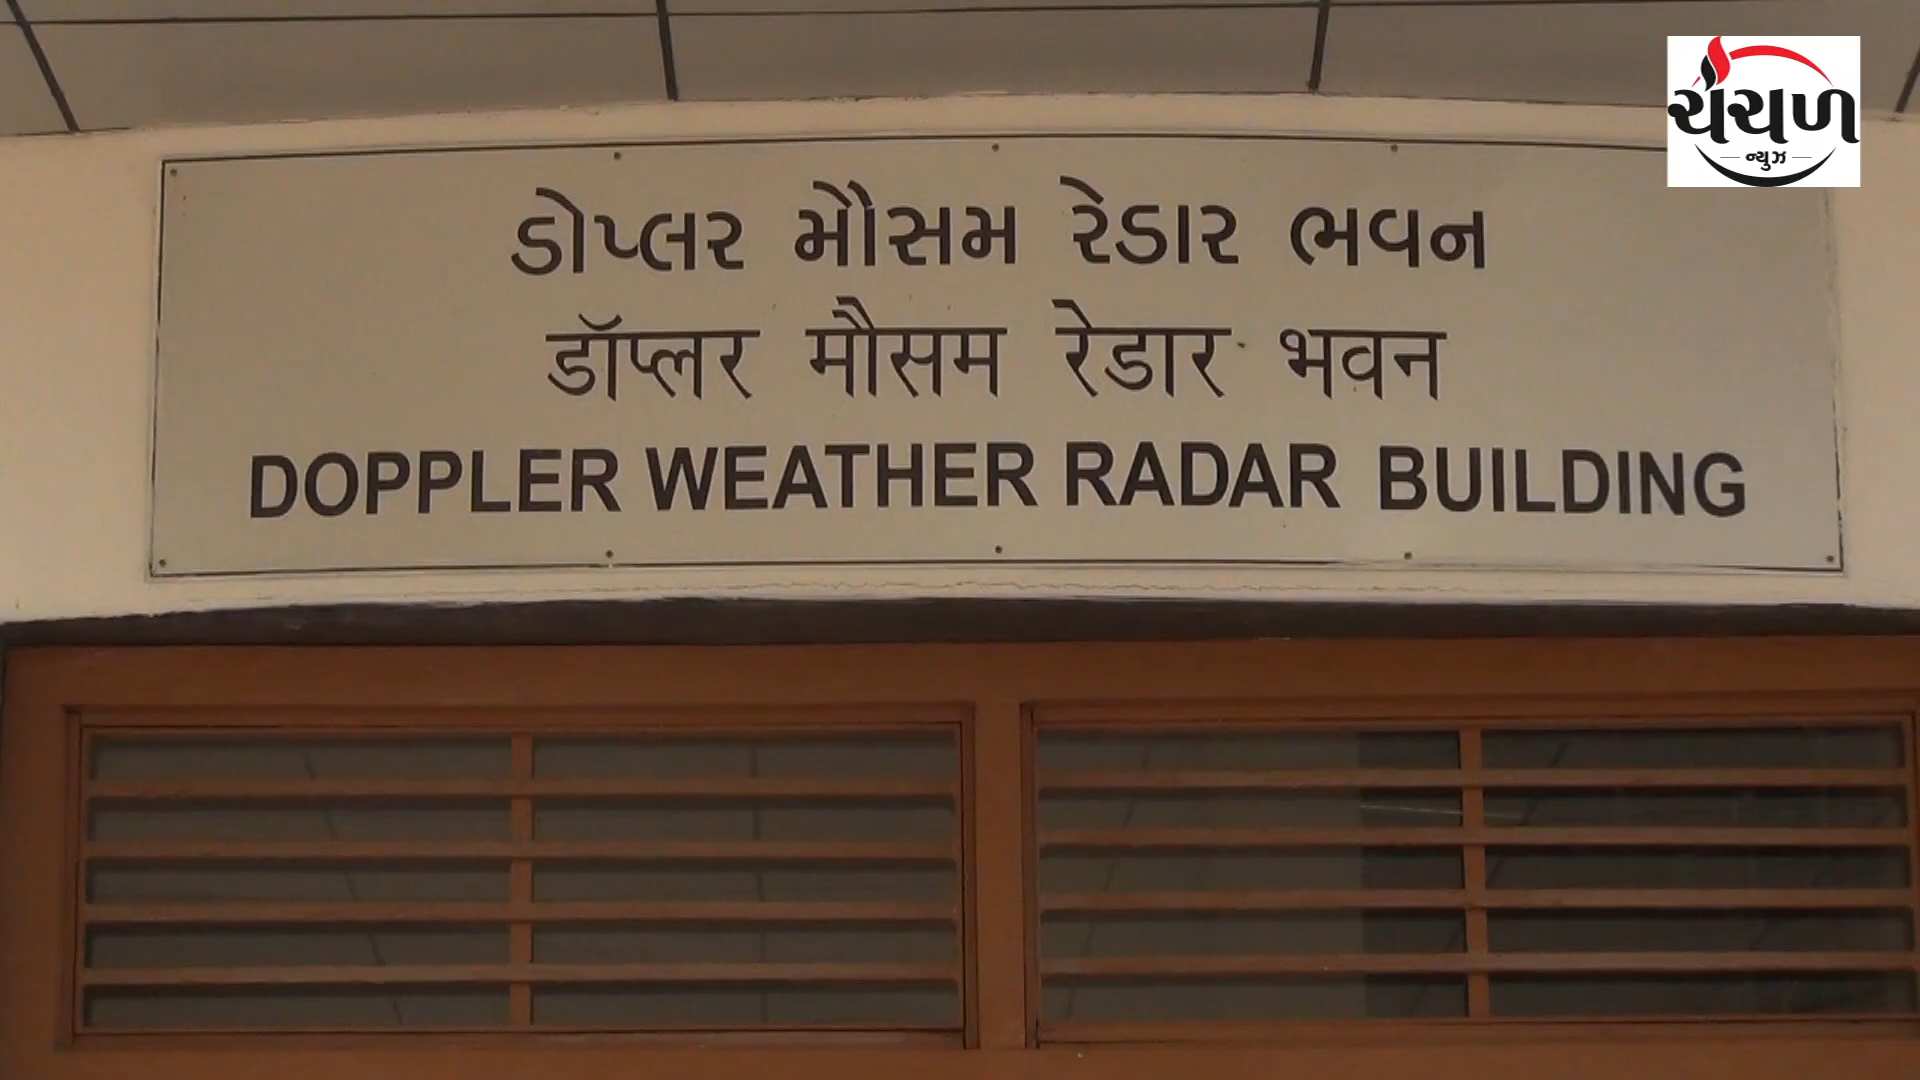 ચંચળ
ન્યુઝ
ડોપ્લર મૌસમ રેડાર ભવન
डॉप्लर मौसम रेडार भवन
DOPPLER WEATHER RADAR BUILDING